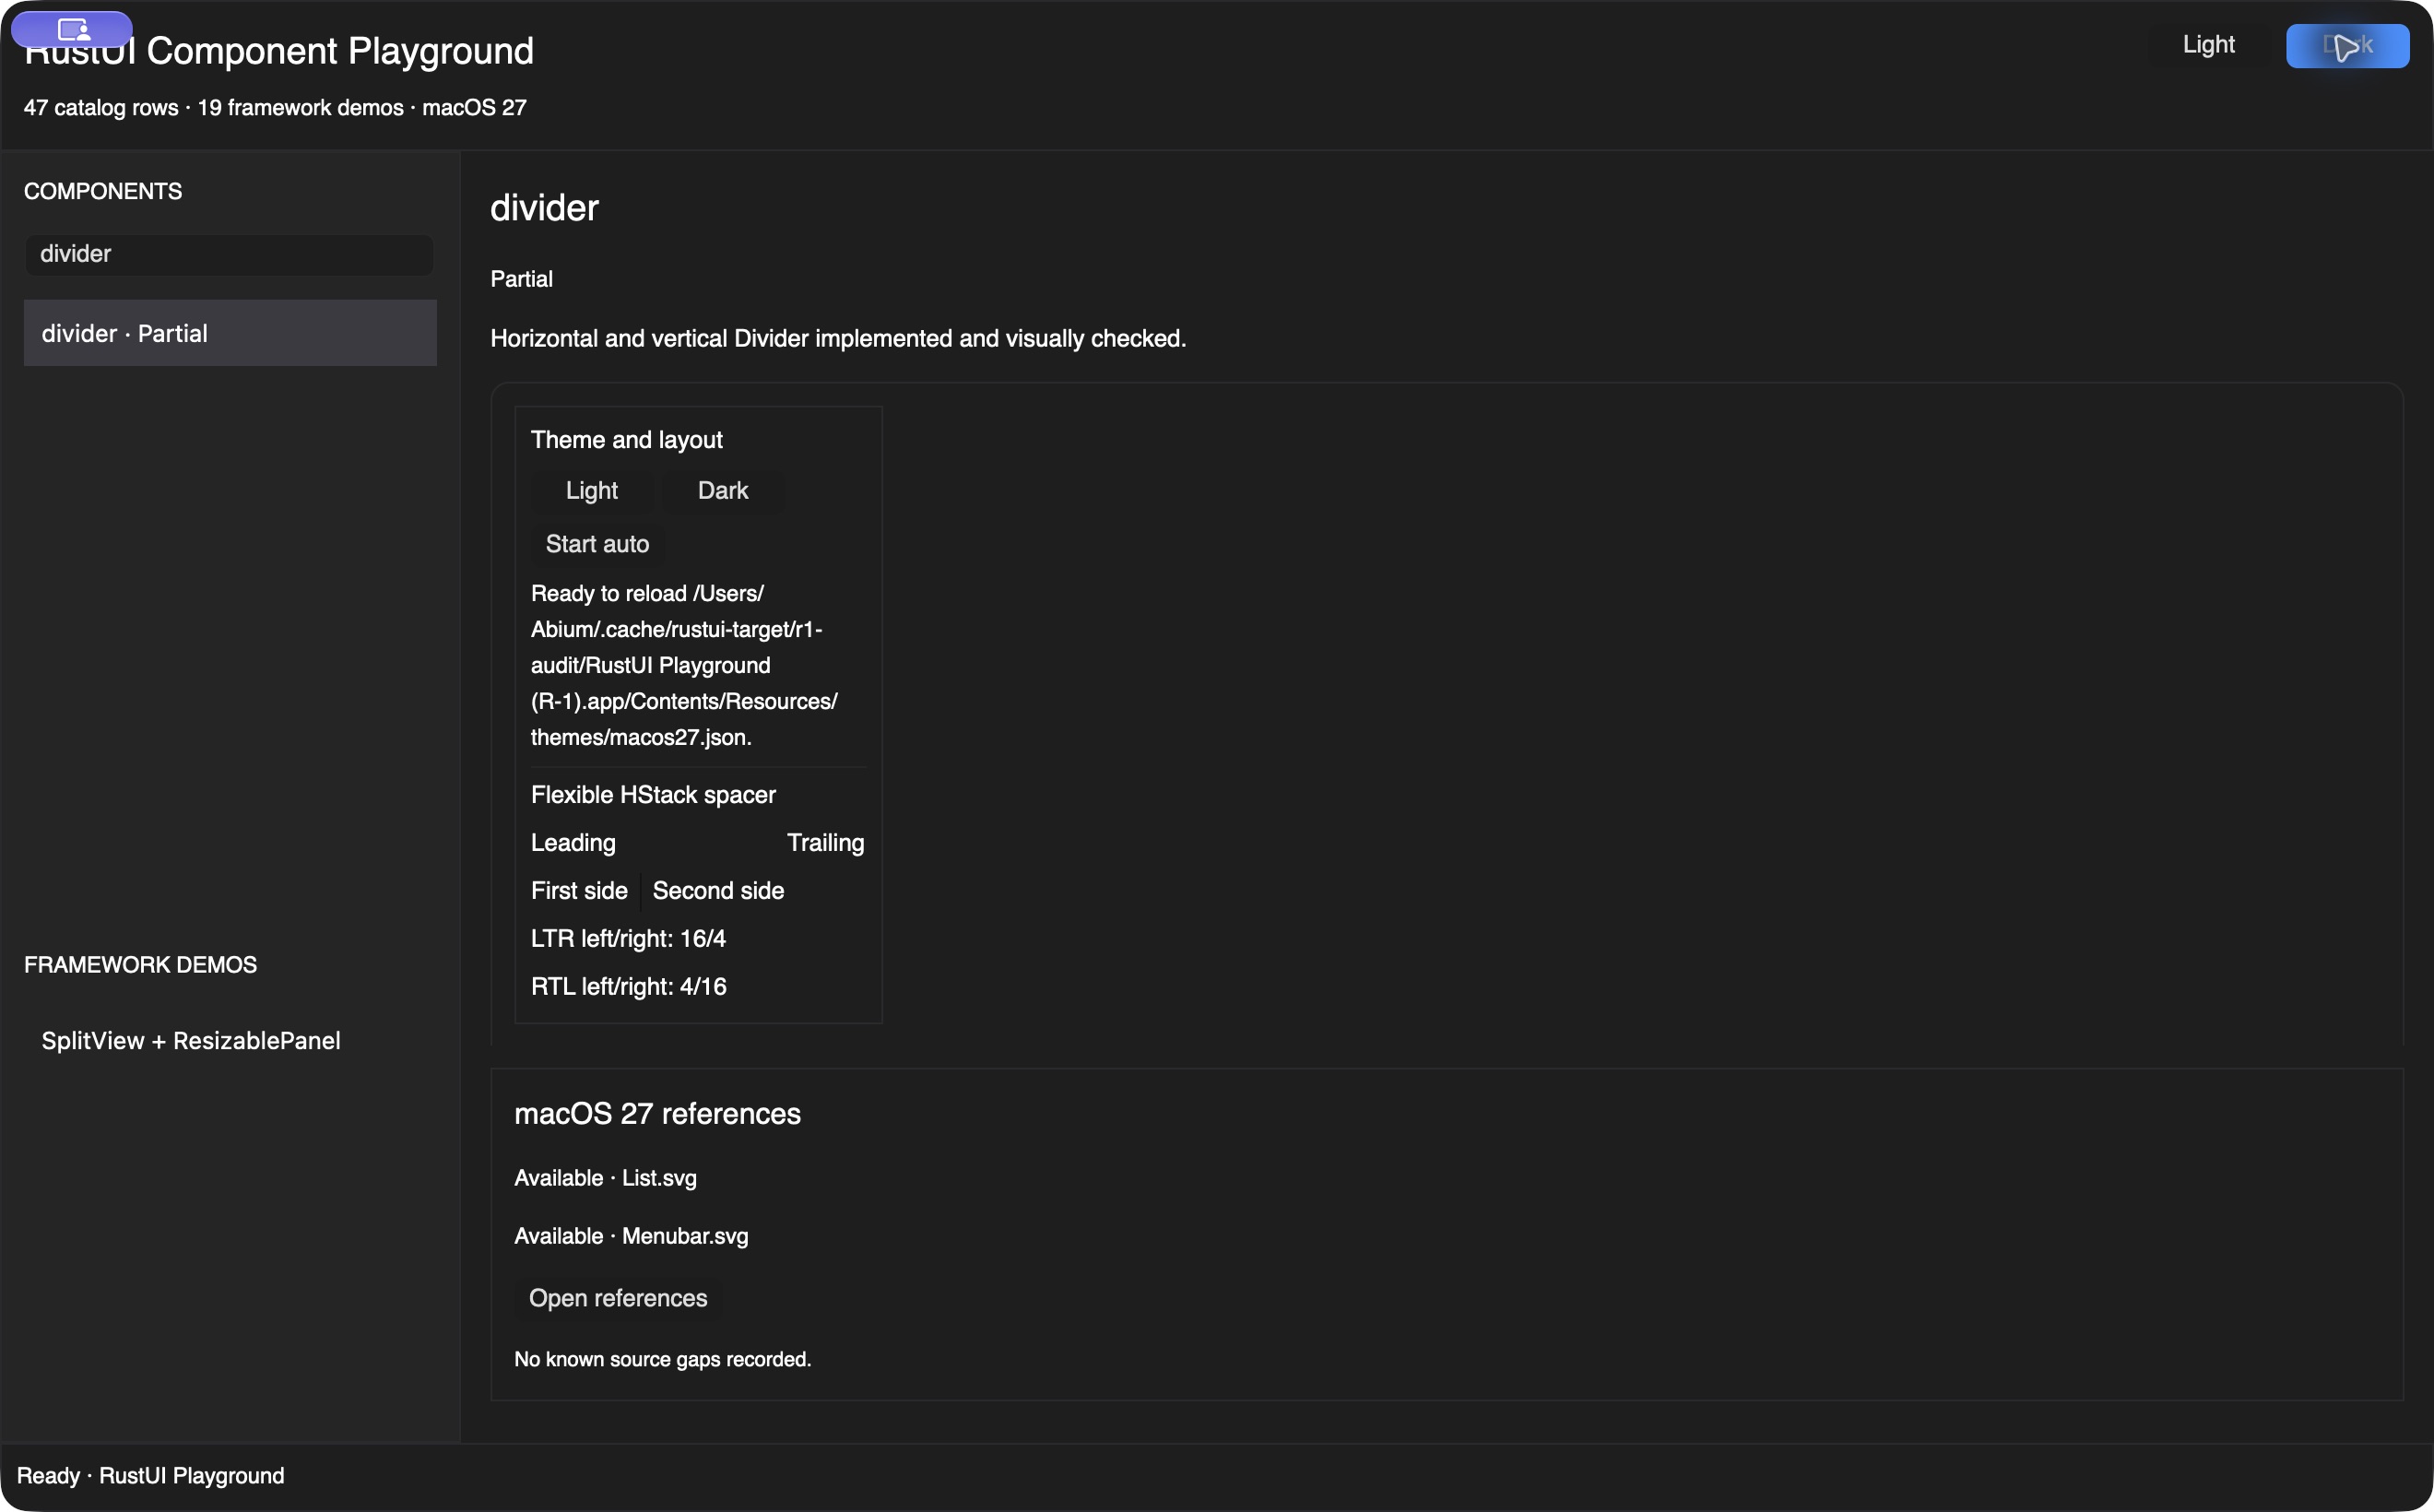 RustUI Component Playground
Light
Dark
47 catalog rows · 19 framework demos · macOS 27
COMPONENTS
divider
divider · Partial
FRAMEWORK DEMOS
SplitView + ResizablePanel
divider
Partial
Horizontal and vertical Divider implemented and visually checked.
Theme and layout
Light
Dark
Start auto
Ready to reload /Users/
Abium/.cache/rustui-target/r1-
audit/RustUI Playground
(R-1).app/Contents/Resources/
themes/macos27.json.
Flexible HStack spacer
Leading
Trailing
First side
Second side
LTR left/right: 16/4
RTL left/right: 4/16
macOS 27 references
Available · List.svg
Available · Menubar.svg
Open references
No known source gaps recorded.
Ready · RustUI Playground